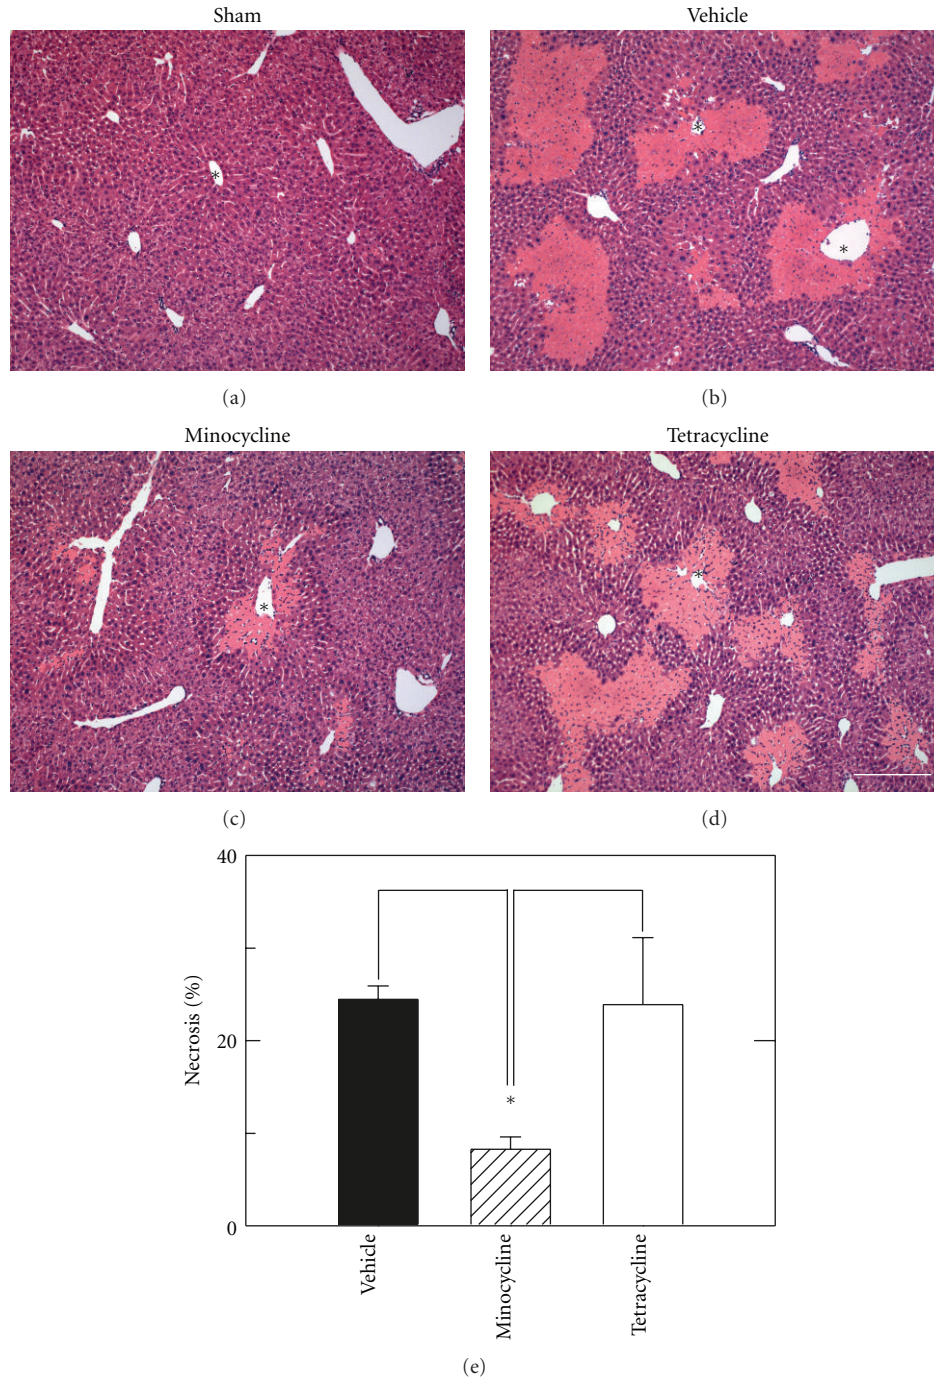 Sham
Vehicle
*
*
*
(a)
(b)
Minocycline
Tetracycline
*
*
(c)
(d)
40
20
0
Necrosis (%)
*
Vehicle
Minocycline
Tetracycline
(e)